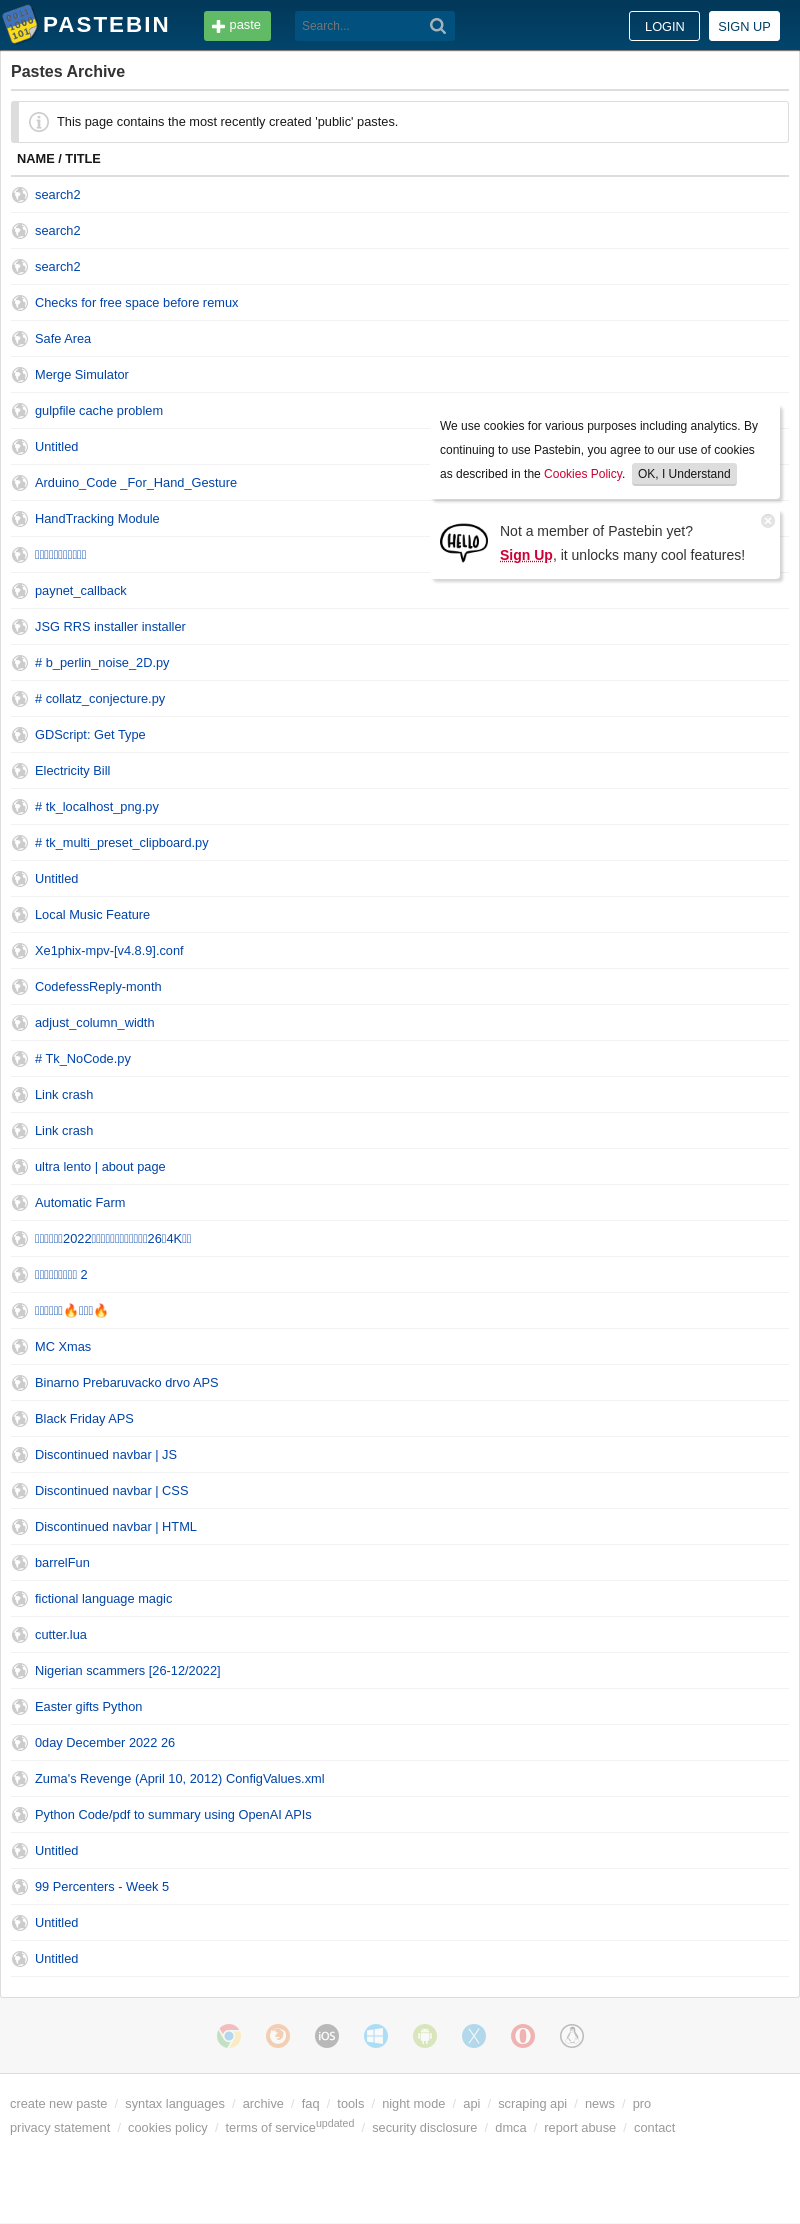 PASTEBIN
paste
Search...
LOGIN
SIGN UP
Pastes Archive
This page contains the most recently created 'public' pastes.
NAME / TITLE
search2
search2
search2
Checks for free space before remux
Safe Area
Merge Simulator
gulpfile cache problem
We use cookies for various purposes including analytics. By
continuing to use Pastebin, you agree to our use of cookies
as described in the Cookies Policy. OK, I Understand
Untitled
Arduino_Code _For_Hand_Gesture
HandTracking Module
HELLO
Not a member of Pastebin yet?
Sign Up, it unlocks many cool features!
paynet_callback
JSG RRS installer installer
# b_perlin_noise_2D.py
# collatz_conjecture.py
GDScript: Get Type
Electricity Bill
# tk_localhost_png.py
# tk_multi_preset_clipboard.py
Untitled
Local Music Feature
Xe1phix-mpv-[v4.8.9].conf
CodefessReply-month
adjust_column_width
# Tk_NoCode.py
Link crash
Link crash
ultra lento | about page
Automatic Farm
2022 26 4K
2
🔥 🔥
MC Xmas
Binarno Prebaruvacko drvo APS
Black Friday APS
Discontinued navbar | JS
Discontinued navbar | CSS
Discontinued navbar | HTML
barrelFun
fictional language magic
cutter.lua
Nigerian scammers [26-12/2022]
Easter gifts Python
0day December 2022 26
Zuma's Revenge (April 10, 2012) ConfigValues.xml
Python Code/pdf to summary using OpenAI APIs
Untitled
99 Percenters - Week 5
Untitled
Untitled
iOS
create new paste / syntax languages / archive / faq / tools / night mode / api / scraping api / news / pro
privacy statement / cookies policy / terms of service updated / security disclosure / dmca / report abuse / contact